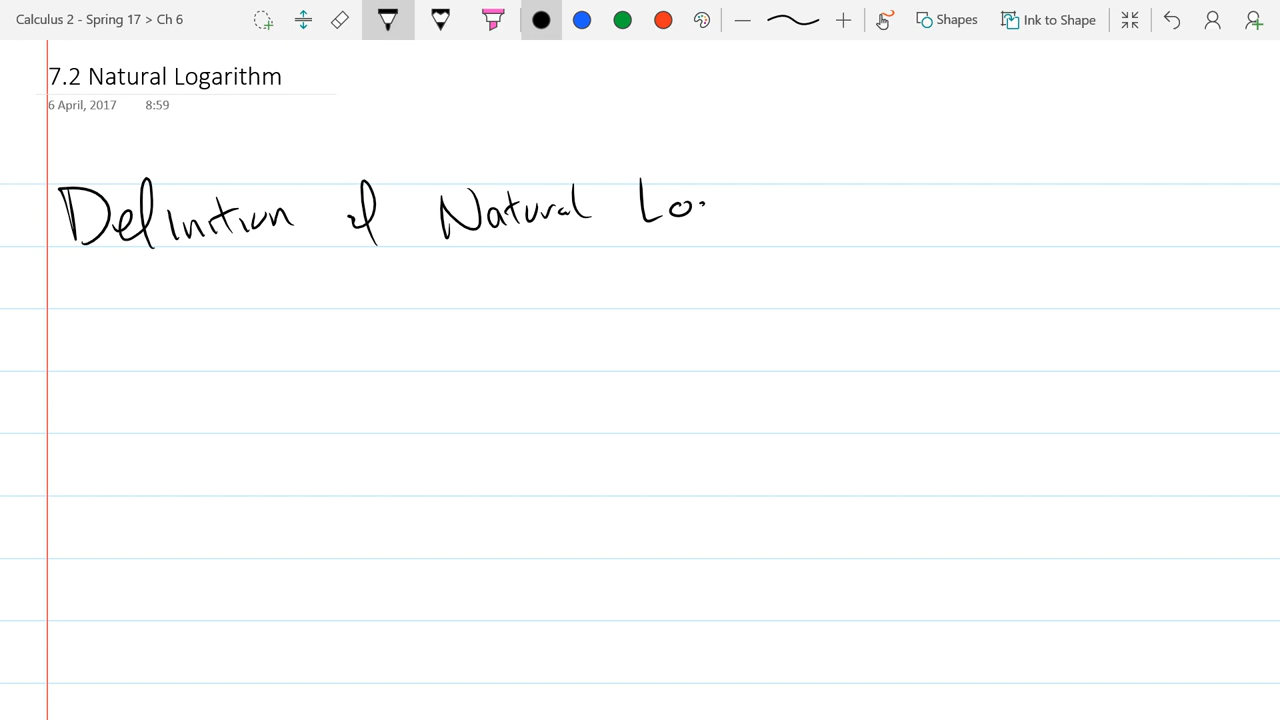 Calculus 2 - Spring 17 > Ch 6
Shapes
Ink to Shape
7.2 Natural Logarithm
6 April, 2017 8:59
Definition of Natural Lo